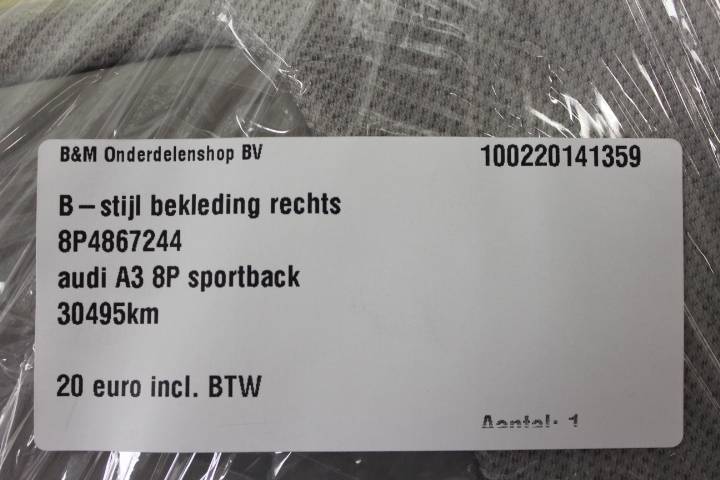 B&M Onderdelenshop BV 100220141359
B-stijl bekleding rechts
8P4867244
audi A3 8P sportback
30495km
20 euro incl. BTW
Aantal: 1